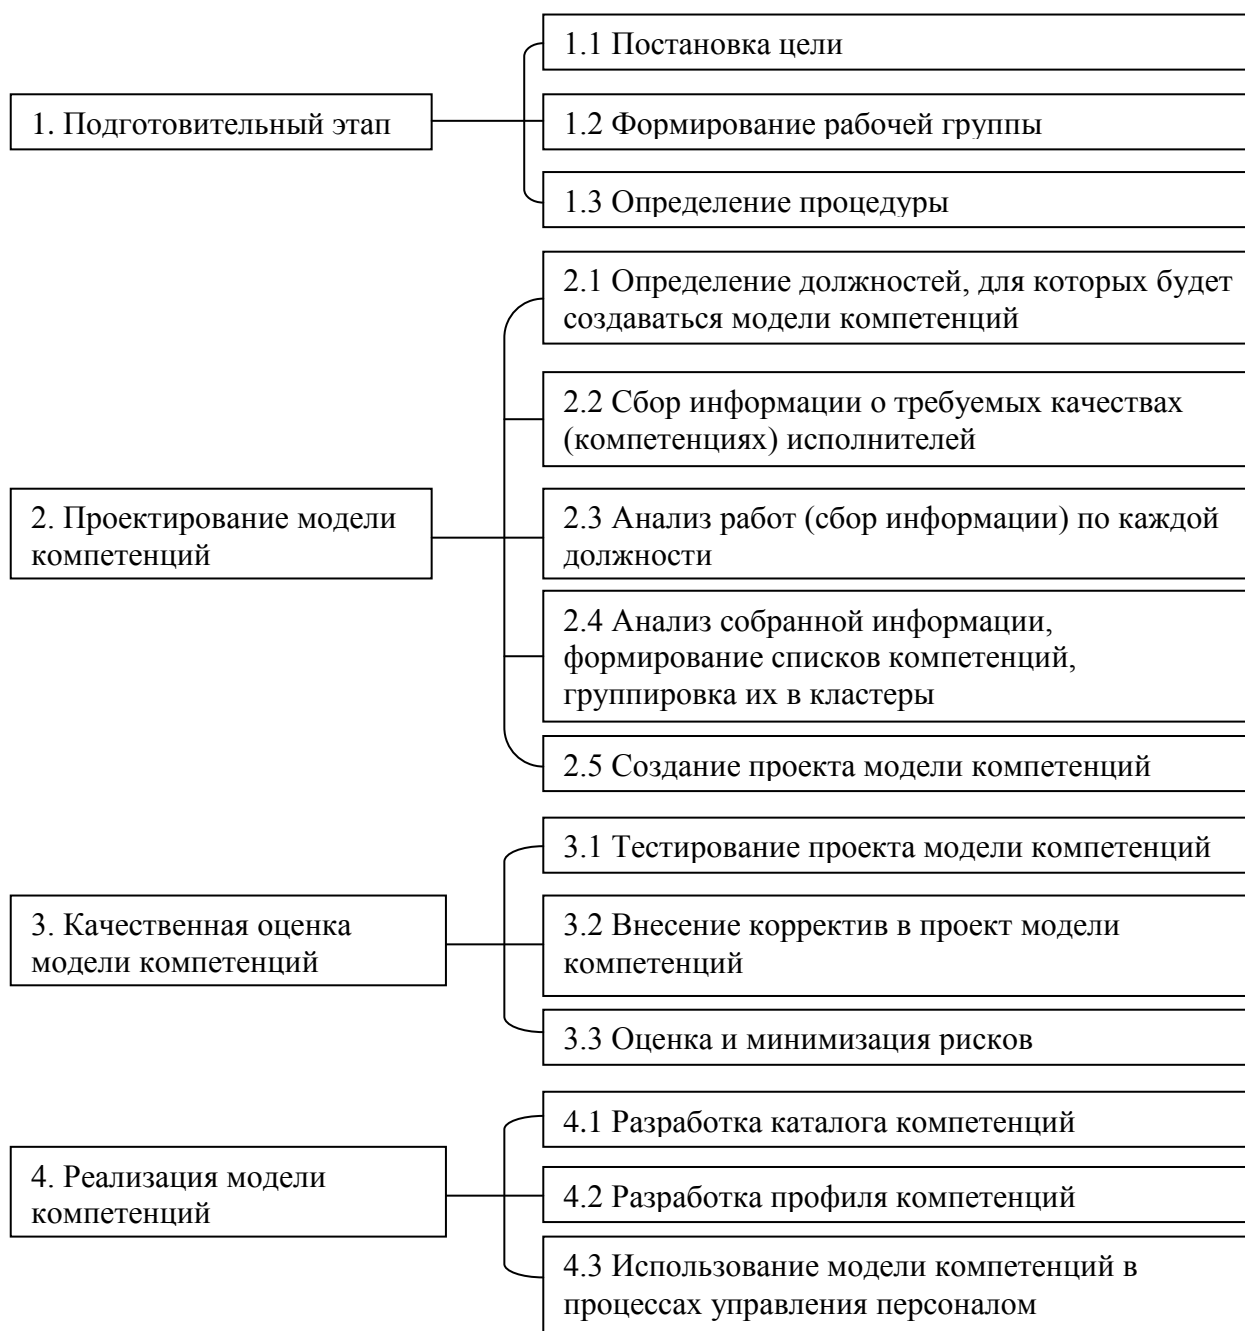 1. Подготовительный этап
1.1 Постановка цели
1.2 Формирование рабочей группы
1.3 Определение процедуры
2. Проектирование модели
компетенций
2.1 Определение должностей, для которых будет
создаваться модели компетенций
2.2 Сбор информации о требуемых качествах
(компетенциях) исполнителей
2.3 Анализ работ (сбор информации) по каждой
должности
2.4 Анализ собранной информации,
формирование списков компетенций,
группировка их в кластеры
2.5 Создание проекта модели компетенций
3. Качественная оценка
модели компетенций
3.1 Тестирование проекта модели компетенций
3.2 Внесение корректив в проект модели
компетенций
3.3 Оценка и минимизация рисков
4. Реализация модели
компетенций
4.1 Разработка каталога компетенций
4.2 Разработка профиля компетенций
4.3 Использование модели компетенций в
процессах управления персоналом